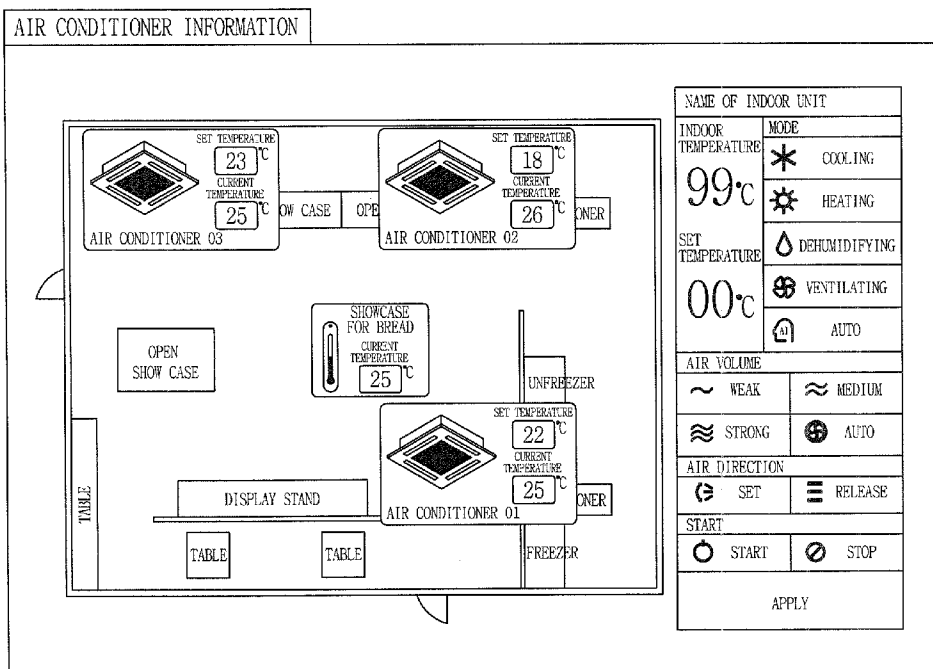 AIR CONDITIONER INFORMATION
SET TEMPERATURE
23 °C
CURRENT
TEMPERATURE
25 °C
AIR CONDITIONER 03
OW CASE
OPE
SET TEMPERATURE
18 °C
CURRENT
TEMPERATURE
26 °C
AIR CONDITIONER 02
ONER
OPEN
SHOW CASE
SHOWCASE
FOR BREAD
CURRENT
TEMPERATURE
25 °C
UNFREEZER
SET TEMPERATURE
22 °C
CURRENT
TEMPERATURE
25 °C
AIR CONDITIONER 01
ONER
TABLE
DISPLAY STAND
TABLE
TABLE
FREEZER
NAME OF INDOOR UNIT
INDOOR
TEMPERATURE
99°C
SET
TEMPERATURE
00°C
MODE
COOLING
HEATING
DEHUMIDIFYING
VENTILATING
AI AUTO
AIR VOLUME
WEAK
MEDIUM
STRONG
AUTO
AIR DIRECTION
SET
RELEASE
START
START
STOP
APPLY